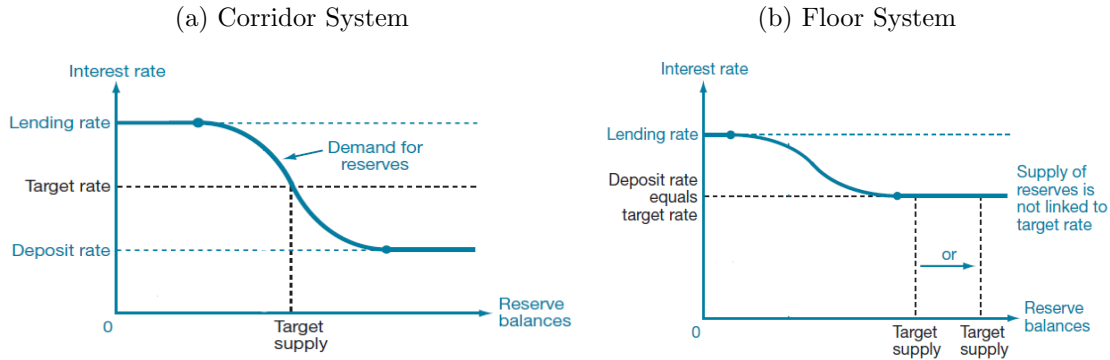 (a) Corridor System
Interest rate
Lending rate
Demand for
reserves
Target rate
Deposit rate
0
Target
supply
Reserve
balances
(b) Floor System
Interest rate
Lending rate
Deposit rate
equals
target rate
Supply of
reserves is
not linked to
target rate
or
0
Target
supply
Target
supply
Reserve
balances